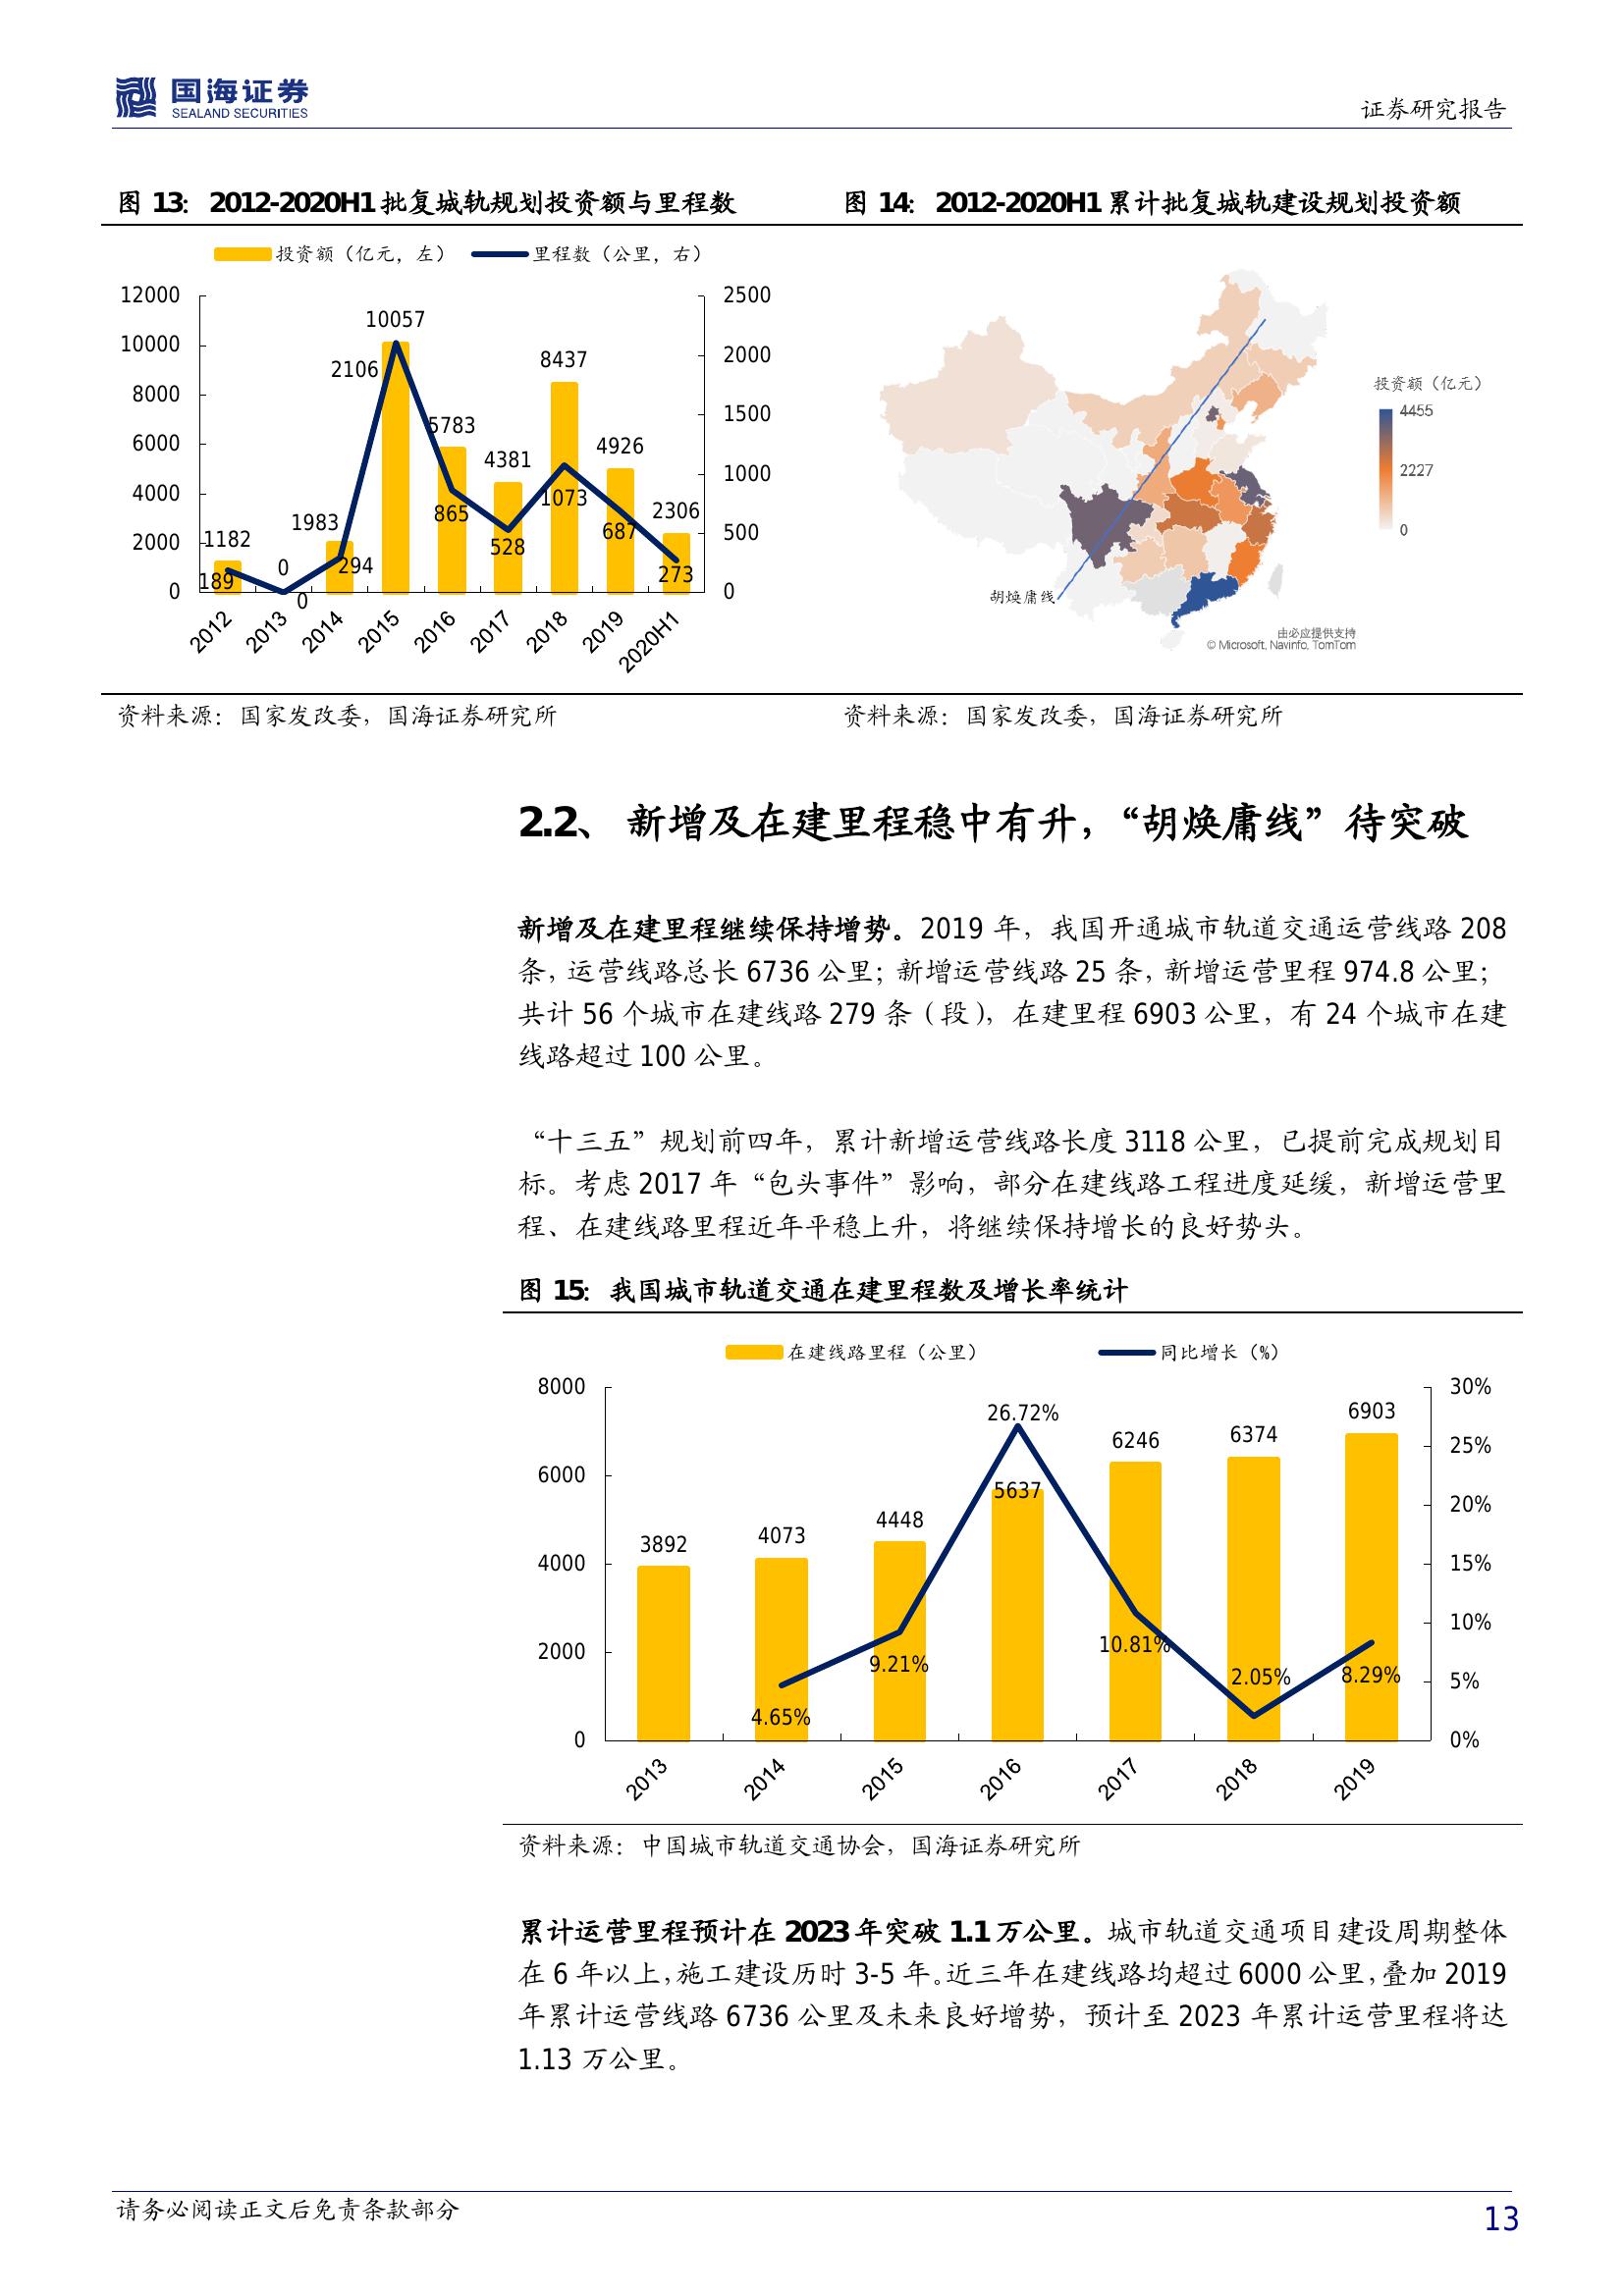 国海证券
SEALAND SECURITIES
证券研究报告
图 13: 2012-2020H1 批复城轨规划投资额与里程数
投资额（亿元，左） 里程数（公里，右）
12000
10000
8000
6000
4000
2000
0
2500
2000
1500
1000
500
0
1182
0
1983
10057
5783
4381
8437
4926
2306
189
0
294
2106
865
528
1073
687
273
2012 2013 2014 2015 2016 2017 2018 2019 2020H1
资料来源：国家发改委，国海证券研究所
图 14: 2012-2020H1 累计批复城轨建设规划投资额
投资额（亿元）
4455
2227
0
胡焕庸线
由必应提供支持
© Microsoft, Navinfo, TomTom
资料来源：国家发改委，国海证券研究所
2.2、 新增及在建里程稳中有升，“胡焕庸线”待突破
新增及在建里程继续保持增势。2019 年，我国开通城市轨道交通运营线路 208
条，运营线路总长 6736 公里；新增运营线路 25 条，新增运营里程 974.8 公里；
共计 56 个城市在建线路 279 条（段），在建里程 6903 公里，有 24 个城市在建
线路超过 100 公里。
“十三五”规划前四年，累计新增运营线路长度 3118 公里，已提前完成规划目
标。考虑 2017 年“包头事件”影响，部分在建线路工程进度延缓，新增运营里
程、在建线路里程近年平稳上升，将继续保持增长的良好势头。
图 15: 我国城市轨道交通在建里程数及增长率统计
在建线路里程（公里） 同比增长（%）
8000
6000
4000
2000
0
30%
25%
20%
15%
10%
5%
0%
3892
4073
4448
5637
6246
6374
6903
4.65%
9.21%
26.72%
10.81%
2.05%
8.29%
2013 2014 2015 2016 2017 2018 2019
资料来源：中国城市轨道交通协会，国海证券研究所
累计运营里程预计在 2023 年突破 1.1 万公里。城市轨道交通项目建设周期整体
在 6 年以上，施工建设历时 3-5 年。近三年在建线路均超过 6000 公里，叠加 2019
年累计运营线路 6736 公里及未来良好增势，预计至 2023 年累计运营里程将达
1.13 万公里。
请务必阅读正文后免责条款部分
13